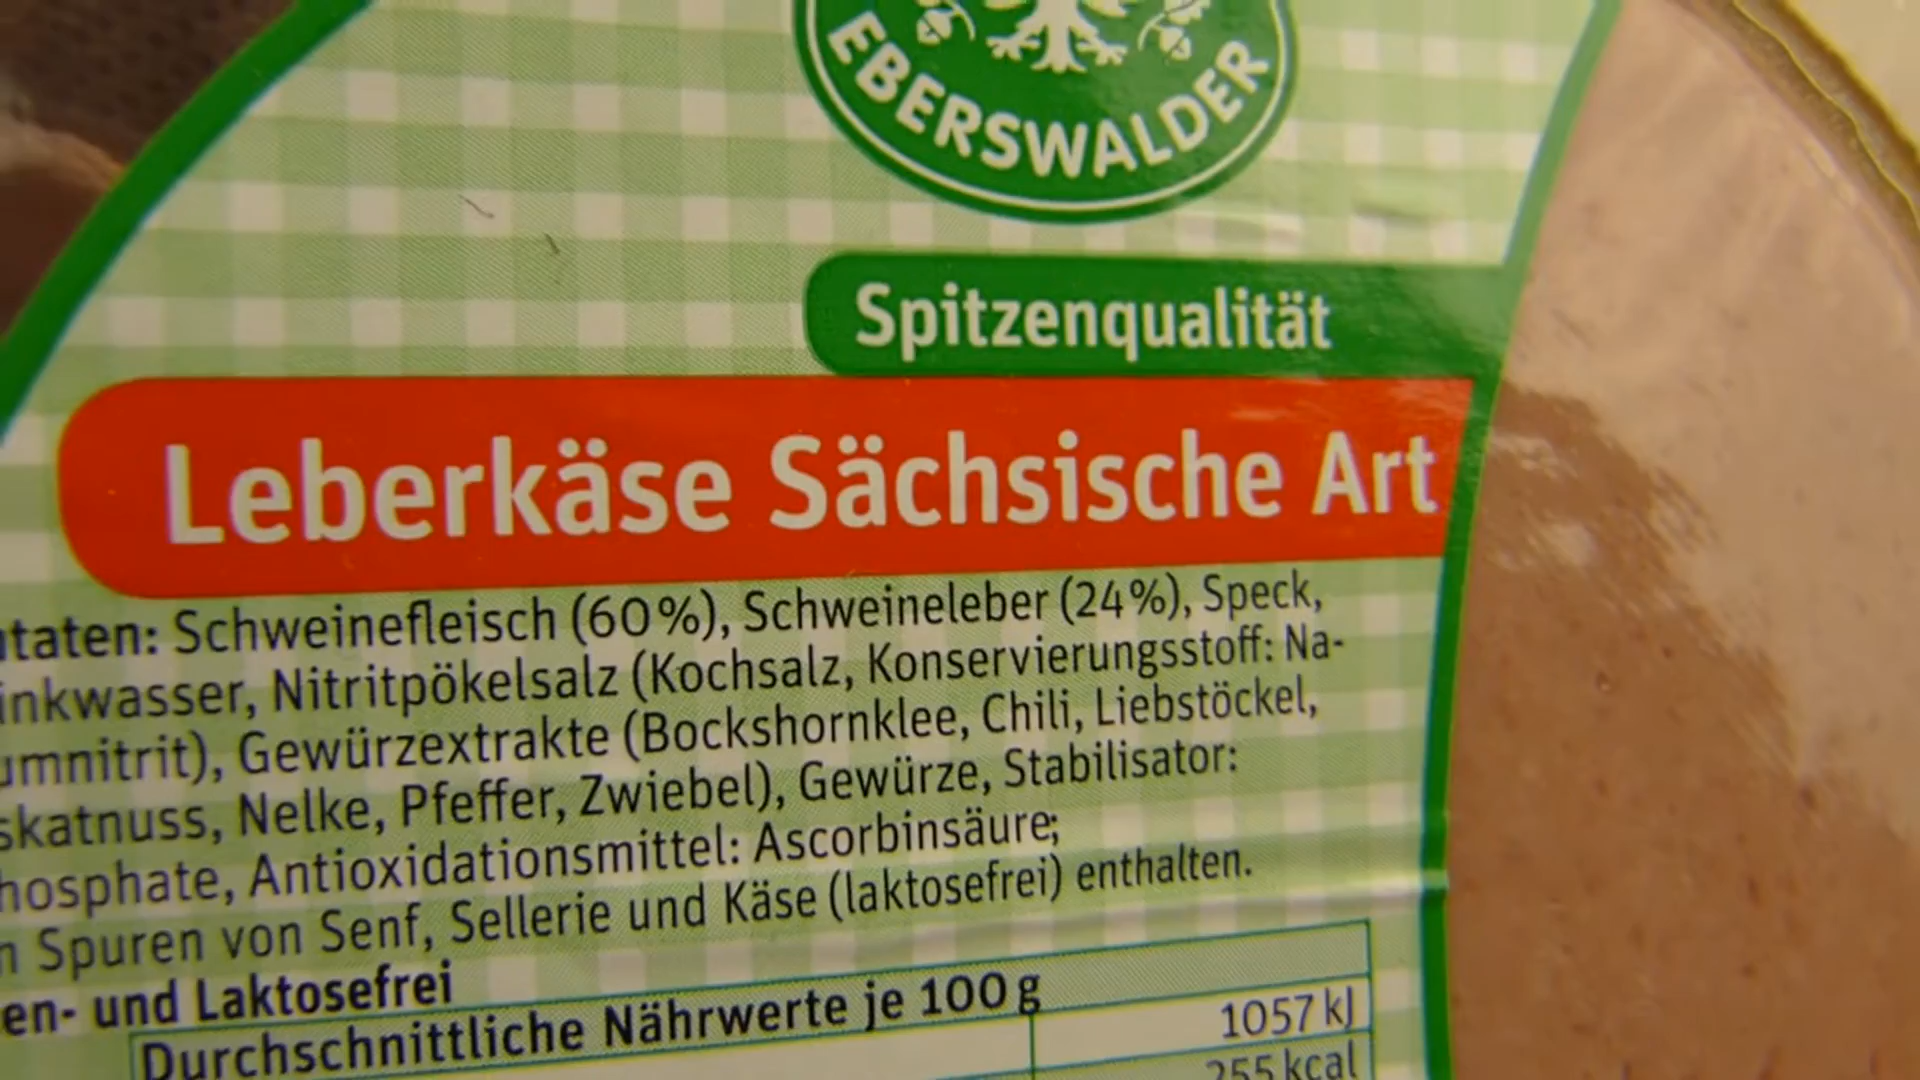 EBERSWALDER
Spitzenqualität
Leberkäse Sächsische Art
taten: Schweinefleisch (60%), Schweineleber (24%), Speck,
inkwasser, Nitritpökelsalz (Kochsalz, Konservierungsstoff: Na-
umnitrit), Gewürzextrakte (Bockshornklee, Chili, Liebstöckel,
skatnuss, Nelke, Pfeffer, Zwiebel), Gewürze, Stabilisator:
hosphate, Antioxidationsmittel: Ascorbinsäure;
n Spuren von Senf, Sellerie und Käse (laktosefrei) enthalten.
en- und Laktosefrei
Durchschnittliche Nährwerte je 100 g
1057 kJ
255 kcal